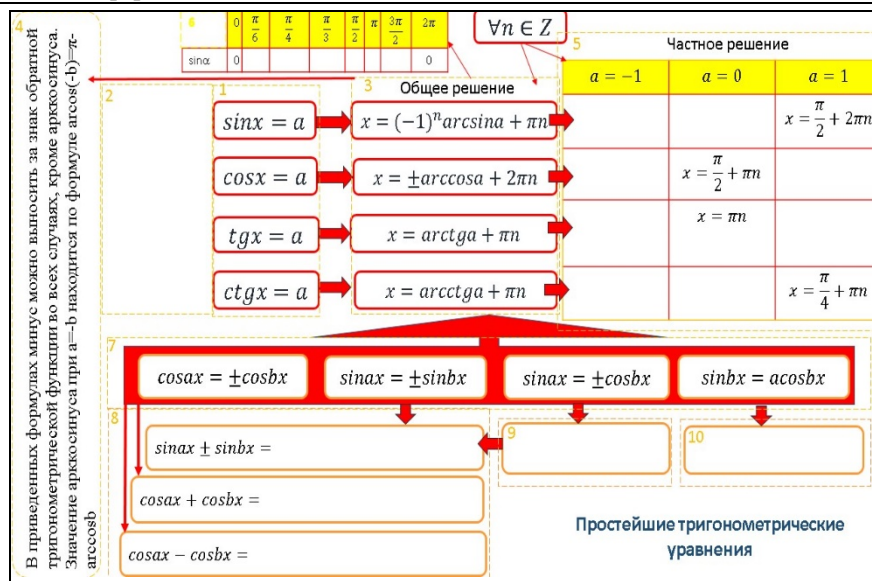 4
В приведенных формулах минус можно выносить за знак обратной
тригонометрической функции во всех случаях, кроме арккосинуса.
Значение арккосинуса при a=-b находится по формуле arcos(-b)=π-
arccosb
6 0 π/6 π/4 π/3 π/2 π 3π/2 2π
sinα 0 0
∀n ∈ Z
2
1
sinx = a
cosx = a
tgx = a
ctgx = a
3
Общее решение
x = (−1)ⁿarcsina + πn
x = ±arccosa + 2πn
x = arctga + πn
x = arcctga + πn
5
Частное решение
a = −1 a = 0 a = 1
x = π/2 + 2πn
x = π/2 + πn
x = πn
x = π/4 + πn
7
cosax = ±cosbx sinax = ±sinbx sinax = ±cosbx sinbx = acosbx
8
sinax ± sinbx =
cosax + cosbx =
cosax − cosbx =
9
10
Простейшие тригонометрические
уравнения